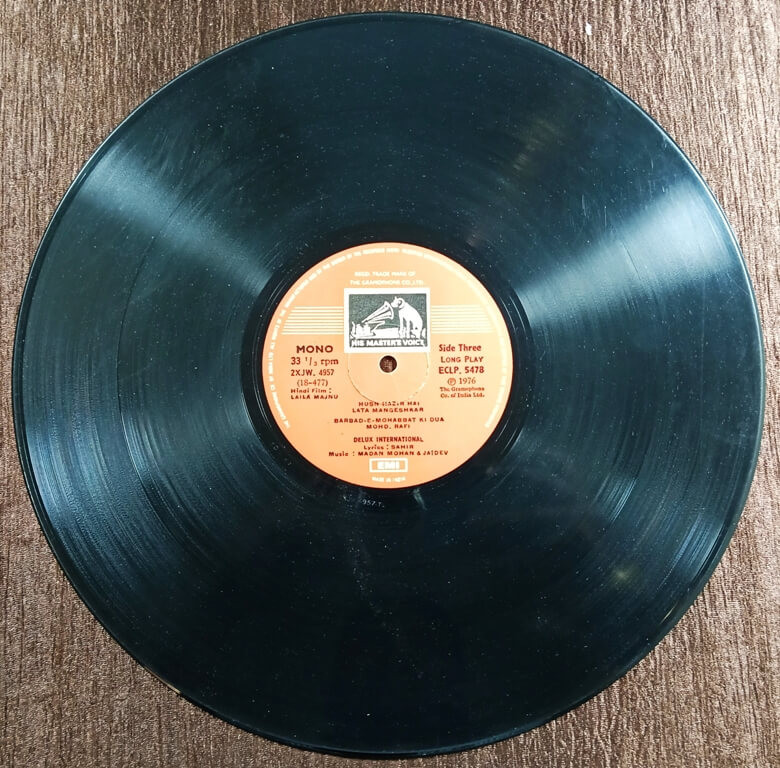 REGD. TRADE MARK OF
THE GRAMOPHONE CO. LTD.
HIS MASTER'S VOICE
MONO
33 1/3 rpm
2XJW. 4957
(18-477)
Hindi Film :
LAILA MAJNU
Side Three
LONG PLAY
ECLP. 5478
℗ 1976
The Gramophone
Co. of India Ltd.
HUSN HAZIR HAI
LATA MANGESHKAR
BARBAD-E-MOHABBAT KI DUA
MOHD. RAFI
DELUX INTERNATIONAL
Lyrics : SAHIR
Music : MADAN MOHAN & JAIDEV
EMI
MADE IN INDIA